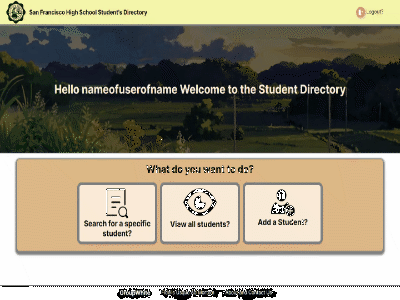 San Francisco High School Student's Directory
Logout?
Hello nameofuserofname Welcome to the Student Directory
What do you want to do?
Search for a specific
student?
View all students?
Add a Student?